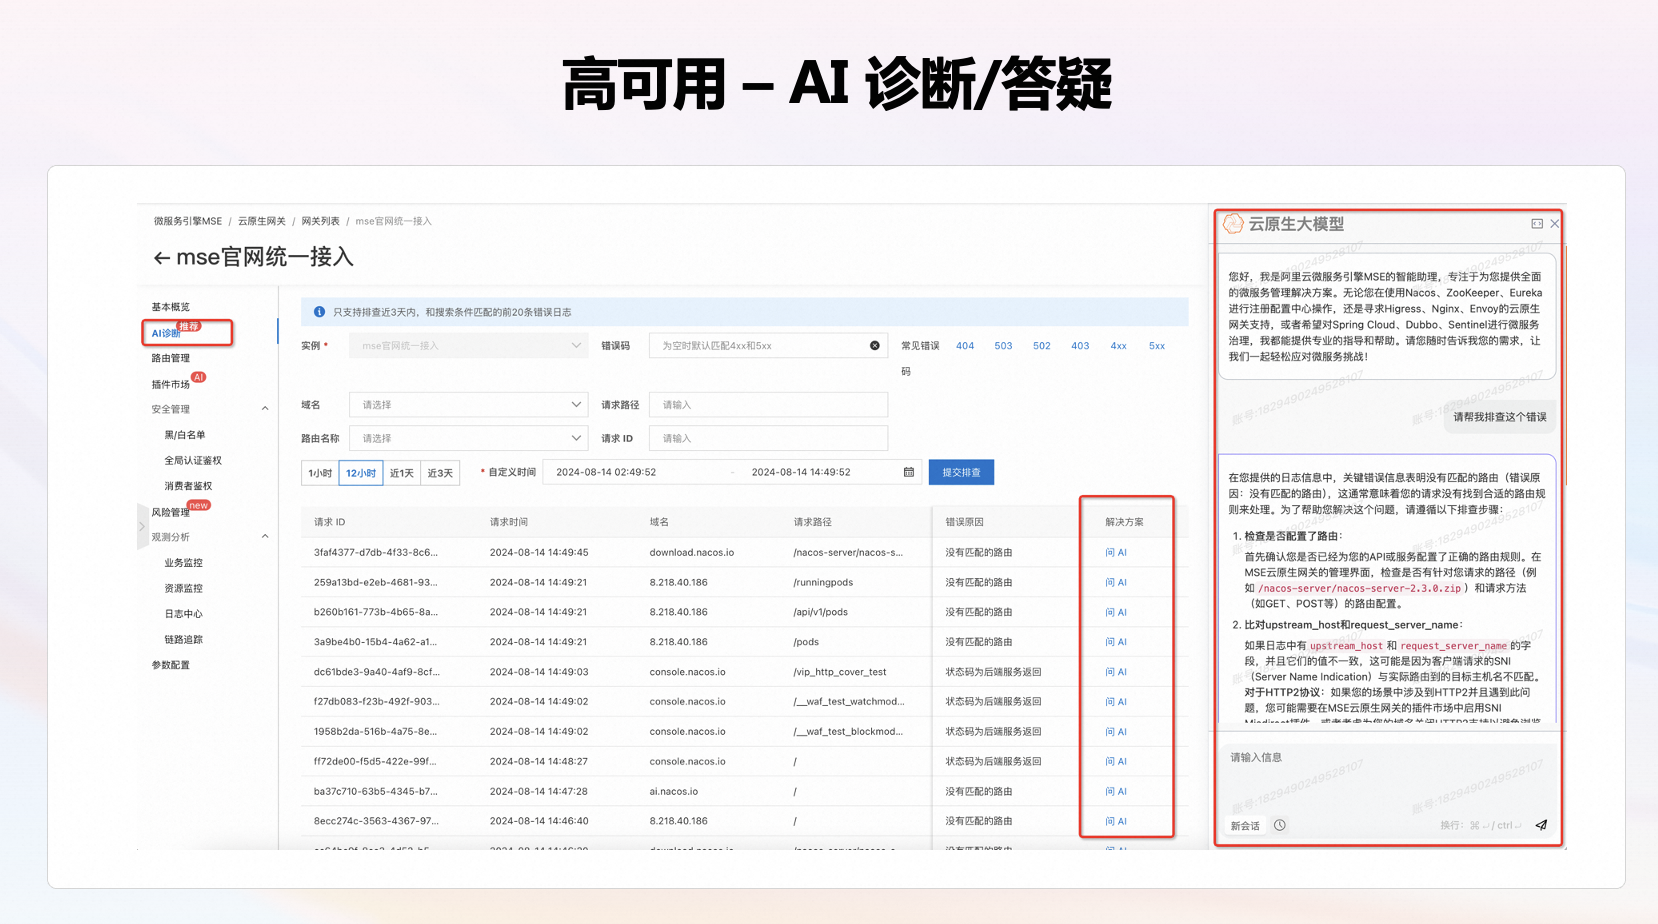 高可用 – AI 诊断/答疑
微服务引擎MSE / 云原生网关 / 网关列表 / mse官网统一接入
← mse官网统一接入
基本概览
AI诊断 推荐
路由管理
插件市场 AI
安全管理
黑/白名单
全局认证鉴权
消费者鉴权
风险管理 new
观测分析
业务监控
资源监控
日志中心
链路追踪
参数配置
只支持排查近3天内，和搜索条件匹配的前20条错误日志
实例 * mse官网统一接入 错误码 为空时默认匹配4xx和5xx 常见错误码 404 503 502 403 4xx 5xx
域名 请选择 请求路径 请输入
路由名称 请选择 请求 ID 请输入
1小时 12小时 近1天 近3天 * 自定义时间 2024-08-14 02:49:52 - 2024-08-14 14:49:52 提交排查
请求 ID 请求时间 域名 请求路径 错误原因 解决方案
3faf4377-d7db-4f33-8c6... 2024-08-14 14:49:45 download.nacos.io /nacos-server/nacos-s... 没有匹配的路由 问 AI
259a13bd-e2eb-4681-93... 2024-08-14 14:49:21 8.218.40.186 /runningpods 没有匹配的路由 问 AI
b260b161-773b-4b65-8a... 2024-08-14 14:49:21 8.218.40.186 /api/v1/pods 没有匹配的路由 问 AI
3a9be4b0-15b4-4a62-a1... 2024-08-14 14:49:21 8.218.40.186 /pods 没有匹配的路由 问 AI
dc61bde3-9a40-4af9-8cf... 2024-08-14 14:49:03 console.nacos.io /vip_http_cover_test 状态码为后端服务返回 问 AI
f27db083-f23b-492f-903... 2024-08-14 14:49:02 console.nacos.io /__waf_test_watchmod... 状态码为后端服务返回 问 AI
1958b2da-516b-4a75-8e... 2024-08-14 14:49:02 console.nacos.io /__waf_test_blockmod... 状态码为后端服务返回 问 AI
ff72de00-f5d5-422e-99f... 2024-08-14 14:48:27 console.nacos.io / 状态码为后端服务返回 问 AI
ba37c710-63b5-4345-b7... 2024-08-14 14:47:28 ai.nacos.io / 没有匹配的路由 问 AI
8ecc274c-3563-4367-97... 2024-08-14 14:46:40 8.218.40.186 / 没有匹配的路由 问 AI
云原生大模型
您好，我是阿里云微服务引擎MSE的智能助理，专注于为您提供全面
的微服务管理解决方案。无论您在使用Nacos、ZooKeeper、Eureka
进行注册配置中心操作，还是寻求Higress、Nginx、Envoy的云原生
网关支持，或者希望对Spring Cloud、Dubbo、Sentinel进行微服务
治理，我都能提供专业的指导和帮助。请您随时告诉我您的需求，让
我们一起轻松应对微服务挑战！
请帮我排查这个错误
在您提供的日志信息中，关键错误信息表明没有匹配的路由（错误原
因：没有匹配的路由），这通常意味着您的请求没有找到合适的路由规
则来处理。为了帮助您解决这个问题，请遵循以下排查步骤：
1. 检查是否配置了路由：
首先确认您是否已经为您的API或服务配置了正确的路由规则。在
MSE云原生网关的管理界面，检查是否有针对您请求的路径（例
如 /nacos-server/nacos-server-2.3.0.zip ）和请求方法
（如GET、POST等）的路由配置。
2. 比对upstream_host和request_server_name：
如果日志中有 upstream_host 和 request_server_name 的字
段，并且它们的值不一致，这可能是因为客户端请求的SNI
（Server Name Indication）与实际路由到的目标主机名不匹配。
对于HTTP2协议：如果您的场景中涉及到HTTP2并且遇到此问
题，您可能需要在MSE云原生网关的插件市场中启用SNI
请输入信息
新会话
换行：⌘ ↵ / ctrl ↵
账号:1829490249528107